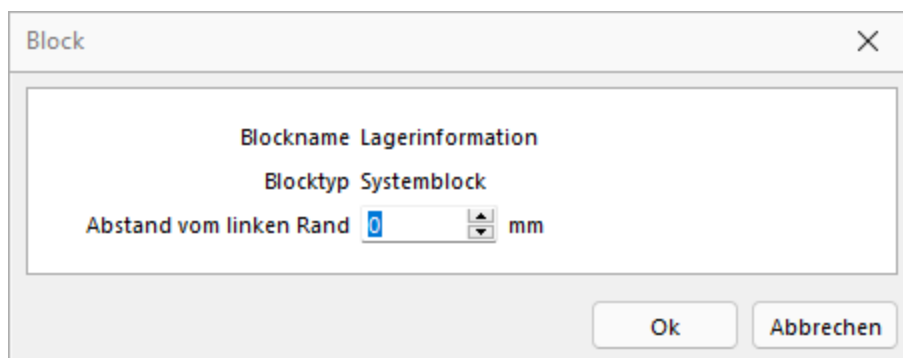 Block
Blockname Lagerinformation
Blocktyp Systemblock
Abstand vom linken Rand 0 mm
Ok Abbrechen